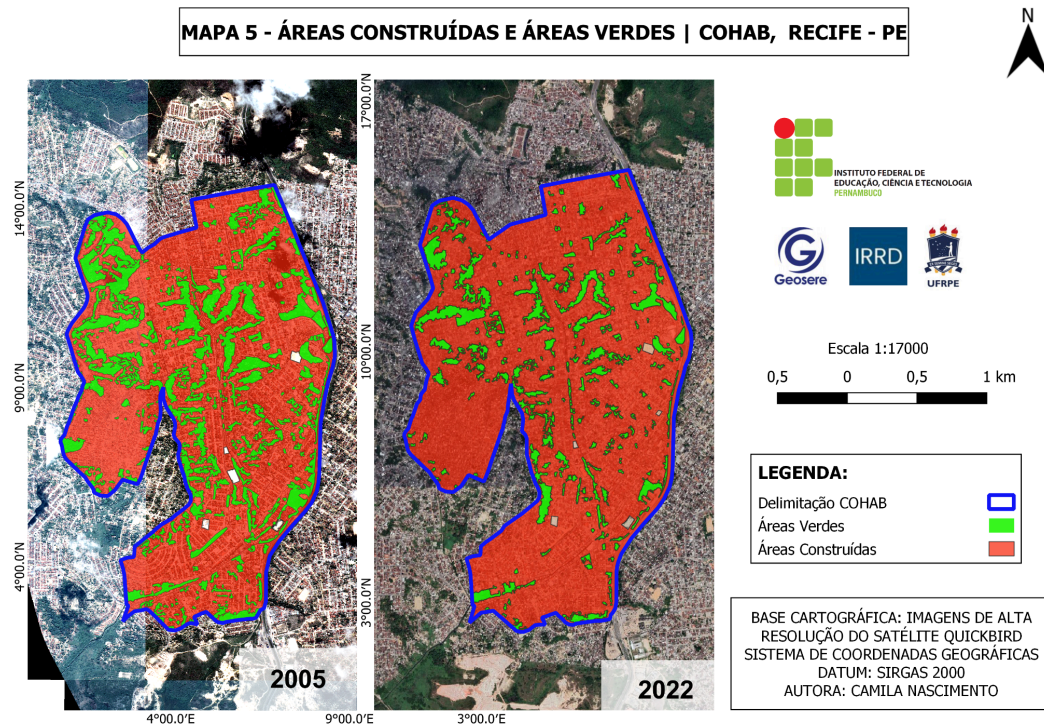 MAPA 5 - ÁREAS CONSTRUÍDAS E ÁREAS VERDES | COHAB, RECIFE - PE
N
17°00.0'N
14°00.0'N
10°00.0'N
9°00.0'N
4°00.0'N
3°00.0'N
2005
2022
4°00.0'E
9°00.0'E
3°00.0'E
INSTITUTO FEDERAL DE
EDUCAÇÃO, CIÊNCIA E TECNOLOGIA
PERNAMBUCO
Geosere
IRRD
UFRPE
Escala 1:17000
0,5 0 0,5 1 km
LEGENDA:
Delimitação COHAB
Áreas Verdes
Áreas Construídas
BASE CARTOGRÁFICA: IMAGENS DE ALTA
RESOLUÇÃO DO SATÉLITE QUICKBIRD
SISTEMA DE COORDENADAS GEOGRÁFICAS
DATUM: SIRGAS 2000
AUTORA: CAMILA NASCIMENTO